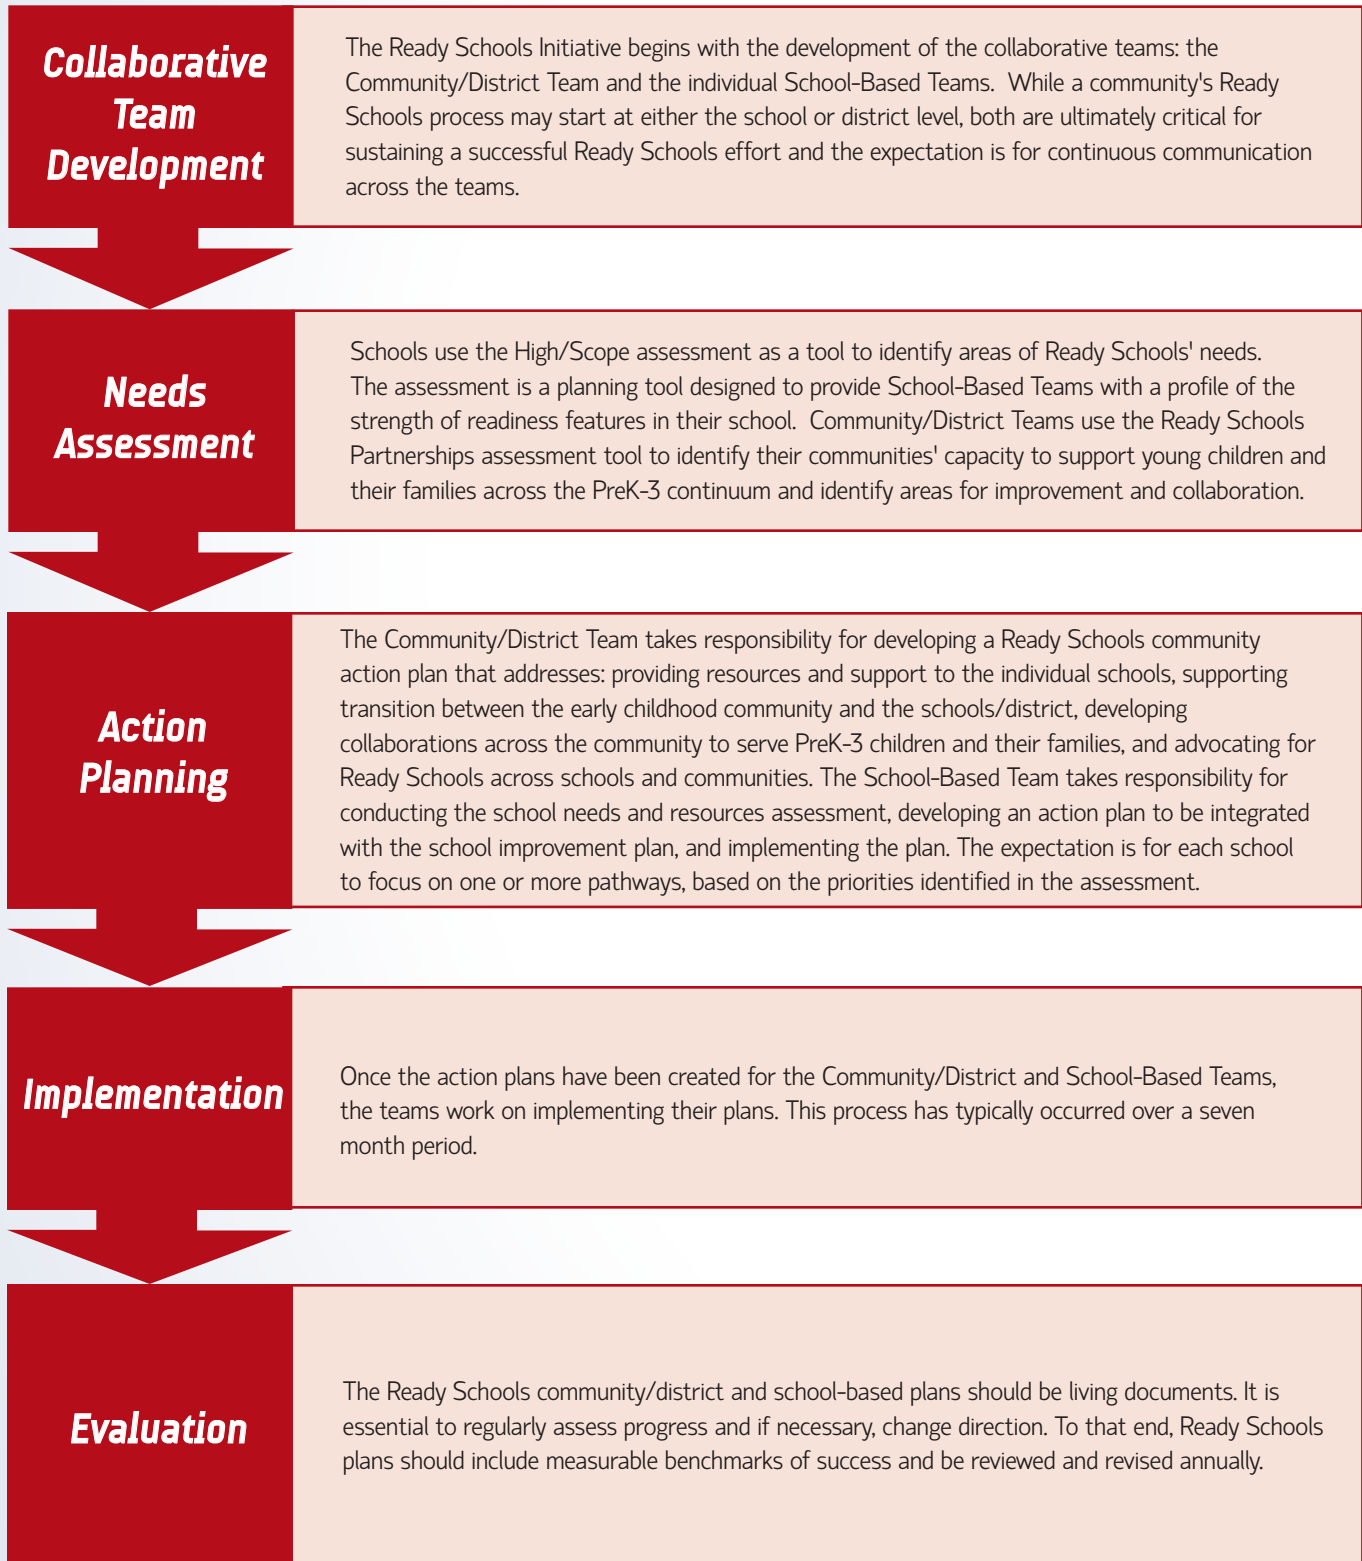 Collaborative
Team
Development
The Ready Schools Initiative begins with the development of the collaborative teams: the
Community/District Team and the individual School-Based Teams.  While a community's Ready
Schools process may start at either the school or district level, both are ultimately critical for
sustaining a successful Ready Schools effort and the expectation is for continuous communication
across the teams.
Needs
Assessment
Schools use the High/Scope assessment as a tool to identify areas of Ready Schools' needs.
The assessment is a planning tool designed to provide School-Based Teams with a profile of the
strength of readiness features in their school.  Community/District Teams use the Ready Schools
Partnerships assessment tool to identify their communities' capacity to support young children and
their families across the PreK-3 continuum and identify areas for improvement and collaboration.
Action
Planning
The Community/District Team takes responsibility for developing a Ready Schools community
action plan that addresses: providing resources and support to the individual schools, supporting
transition between the early childhood community and the schools/district, developing
collaborations across the community to serve PreK-3 children and their families, and advocating for
Ready Schools across schools and communities. The School-Based Team takes responsibility for
conducting the school needs and resources assessment, developing an action plan to be integrated
with the school improvement plan, and implementing the plan. The expectation is for each school
to focus on one or more pathways, based on the priorities identified in the assessment.
Implementation
Once the action plans have been created for the Community/District and School-Based Teams,
the teams work on implementing their plans. This process has typically occurred over a seven
month period.
Evaluation
The Ready Schools community/district and school-based plans should be living documents. It is
essential to regularly assess progress and if necessary, change direction. To that end, Ready Schools
plans should include measurable benchmarks of success and be reviewed and revised annually.